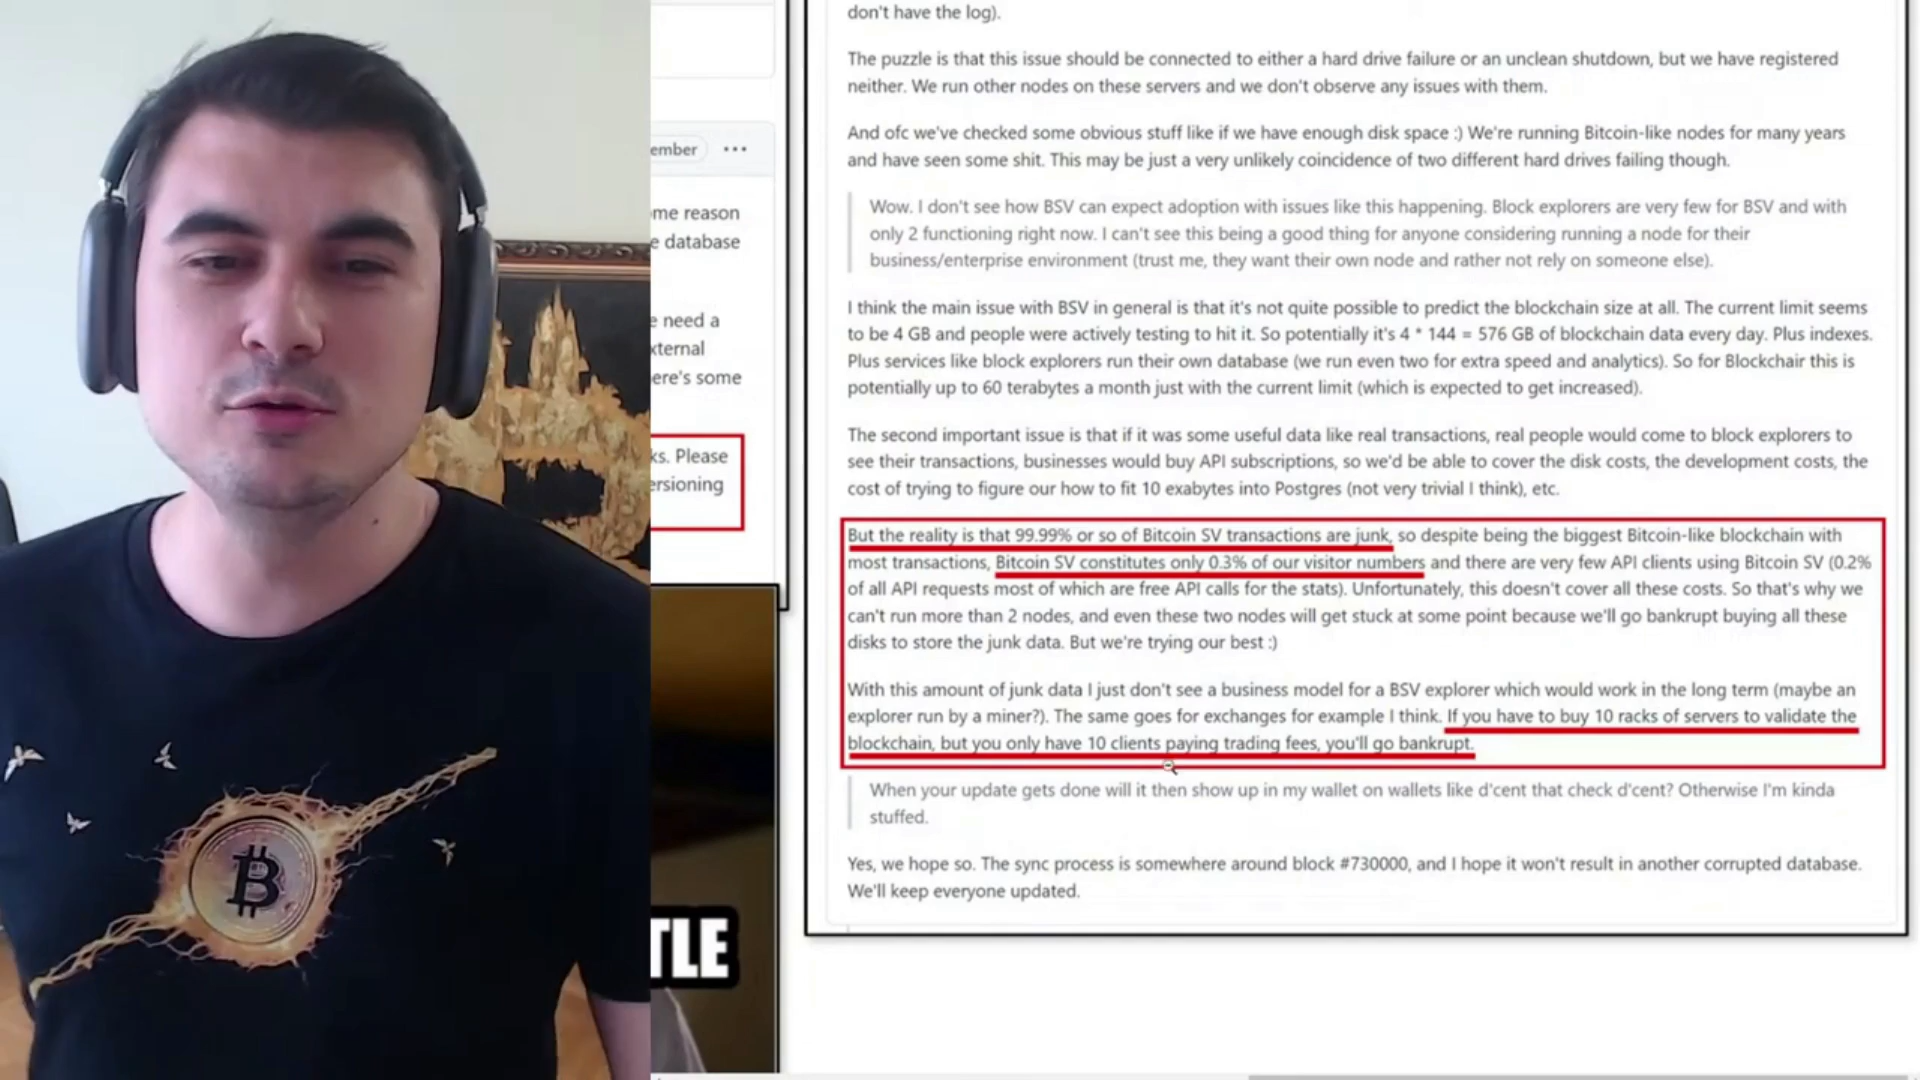 ember
me reason
e database
e need a
xternal
ere's some
ks. Please
ersioning
TLE
B
don't have the log).
The puzzle is that this issue should be connected to either a hard drive failure or an unclean shutdown, but we have registered
neither. We run other nodes on these servers and we don't observe any issues with them.
And ofc we've checked some obvious stuff like if we have enough disk space :) We're running Bitcoin-like nodes for many years
and have seen some shit. This may be just a very unlikely coincidence of two different hard drives failing though.
Wow. I don't see how BSV can expect adoption with issues like this happening. Block explorers are very few for BSV and with
only 2 functioning right now. I can't see this being a good thing for anyone considering running a node for their
business/enterprise environment (trust me, they want their own node and rather not rely on someone else).
I think the main issue with BSV in general is that it's not quite possible to predict the blockchain size at all. The current limit seems
to be 4 GB and people were actively testing to hit it. So potentially it's 4 * 144 = 576 GB of blockchain data every day. Plus indexes.
Plus services like block explorers run their own database (we run even two for extra speed and analytics). So for Blockchair this is
potentially up to 60 terabytes a month just with the current limit (which is expected to get increased).
The second important issue is that if it was some useful data like real transactions, real people would come to block explorers to
see their transactions, businesses would buy API subscriptions, so we'd be able to cover the disk costs, the development costs, the
cost of trying to figure our how to fit 10 exabytes into Postgres (not very trivial I think), etc.
But the reality is that 99.99% or so of Bitcoin SV transactions are junk, so despite being the biggest Bitcoin-like blockchain with
most transactions, Bitcoin SV constitutes only 0.3% of our visitor numbers and there are very few API clients using Bitcoin SV (0.2%
of all API requests most of which are free API calls for the stats). Unfortunately, this doesn't cover all these costs. So that's why we
can't run more than 2 nodes, and even these two nodes will get stuck at some point because we'll go bankrupt buying all these
disks to store the junk data. But we're trying our best :)
With this amount of junk data I just don't see a business model for a BSV explorer which would work in the long term (maybe an
explorer run by a miner?). The same goes for exchanges for example I think. If you have to buy 10 racks of servers to validate the
blockchain, but you only have 10 clients paying trading fees, you'll go bankrupt.
When your update gets done will it then show up in my wallet on wallets like d'cent that check d'cent? Otherwise I'm kinda
stuffed.
Yes, we hope so. The sync process is somewhere around block #730000, and I hope it won't result in another corrupted database.
We'll keep everyone updated.